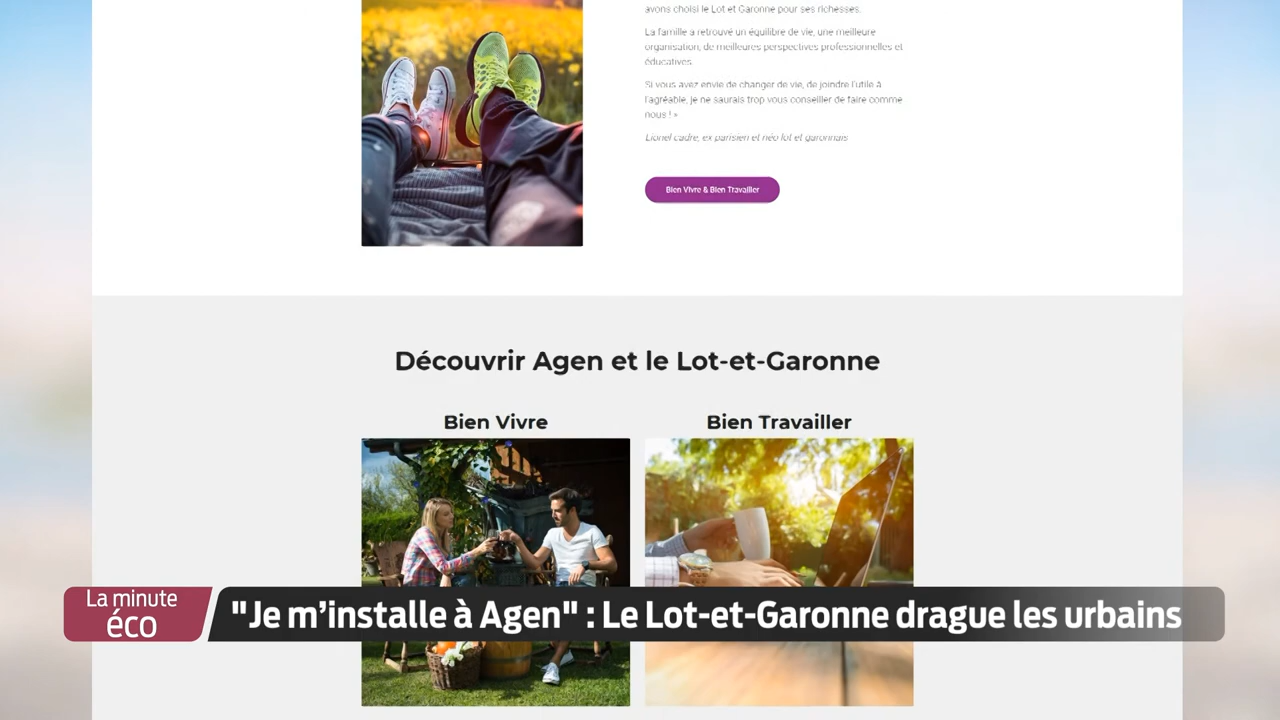 avons choisi le Lot et Garonne pour ses richesses.
La famille a retrouvé un équilibre de vie, une meilleure
organisation, de meilleures perspectives professionnelles et
éducatives.
Si vous avez envie de changer de vie, de joindre l'utile à
l'agréable, je ne saurais trop vous conseiller de faire comme
nous ! »
Lionel cadre, ex parisien et néo lot et garonnais
Bien Vivre & Bien Travailler
Découvrir Agen et le Lot-et-Garonne
Bien Vivre
Bien Travailler
La minute
éco
"Je m’installe à Agen" : Le Lot-et-Garonne drague les urbains